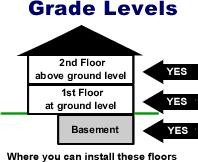 Grade Levels
2nd Floor
above ground level
YES
1st Floor
at ground level
YES
Basement
YES
Where you can install these floors